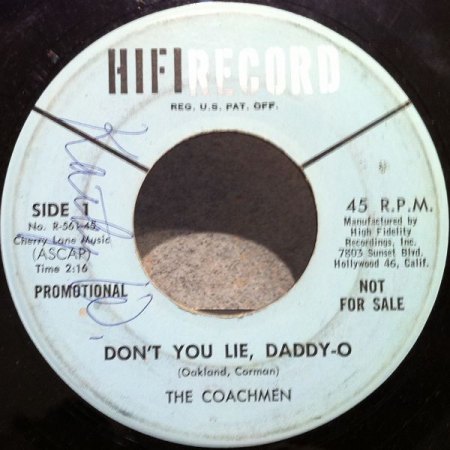 HIFIRECORD
REG. U.S. PAT. OFF.
SIDE 1
No. R-561-45
Cherry Lane Music
(ASCAP)
Time 2:16
PROMOTIONAL
45 R.P.M.
Manufactured by
High Fidelity
Recordings, Inc.
7803 Sunset Blvd.
Hollywood 46, Calif.
NOT
FOR SALE
DON'T YOU LIE, DADDY-O
(Oakland, Corman)
THE COACHMEN